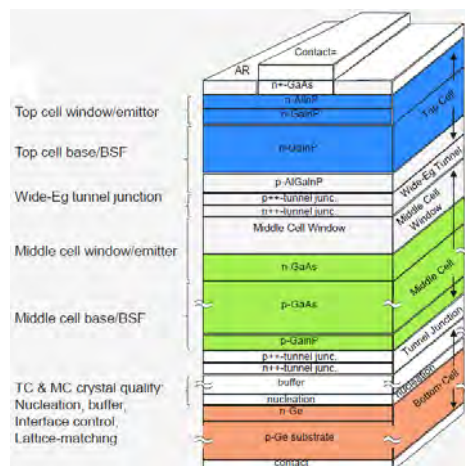 Contact=
AR
n+-GaAs
n-AlInP
n-GaInP
n-GaInP
p-AlGaInP
p++-tunnel junc.
n++-tunnel junc.
Middle Cell Window
n-GaAs
p-GaAs
p-GaInP
p++-tunnel junc.
n++-tunnel junc.
buffer
nucleation
n-Ge
p-Ge substrate
contact
Top Cell
Wide-Eg Tunnel
Middle Cell
Window
Middle Cell
Tunnel Junction
nucleation
Bottom Cell
Top cell window/emitter
Top cell base/BSF
Wide-Eg tunnel junction
Middle cell window/emitter
Middle cell base/BSF
TC & MC crystal quality:
Nucleation, buffer,
Interface control,
Lattice-matching